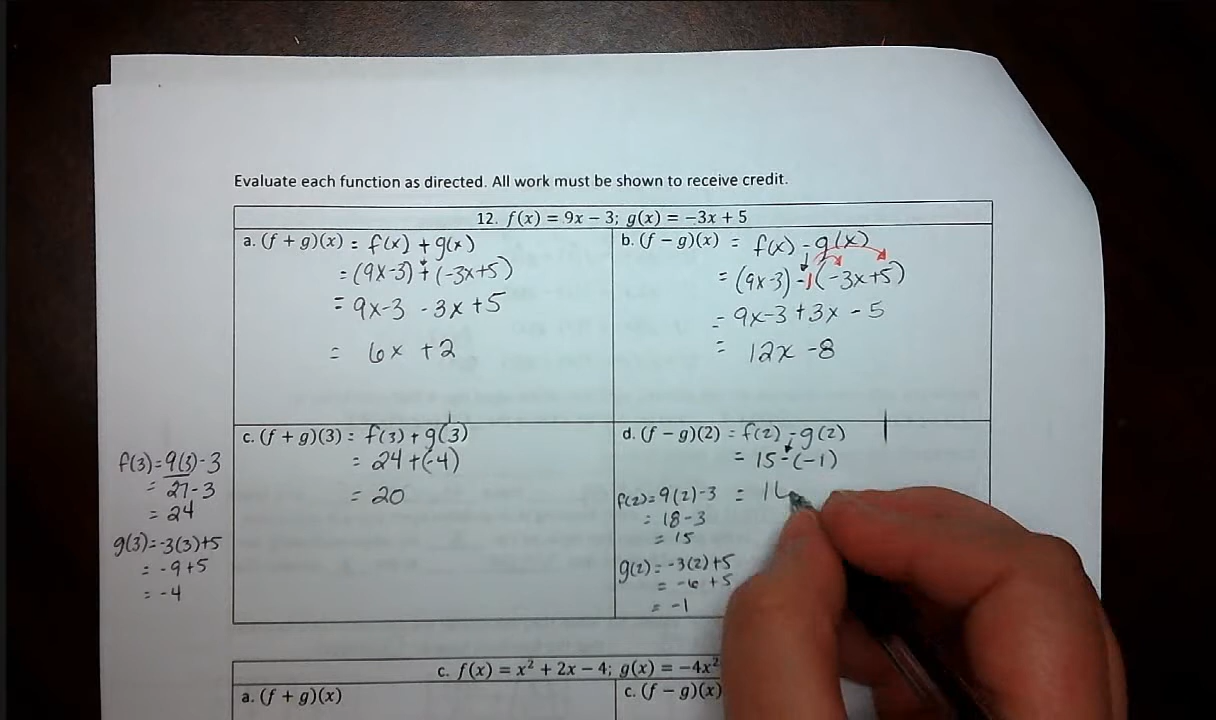 Evaluate each function as directed. All work must be shown to receive credit.
12. f(x) = 9x − 3; g(x) = −3x + 5
a. (f + g)(x) = f(x) + g(x)
= (9x-3) + (-3x+5)
= 9x-3 -3x+5
= 6x +2
b. (f − g)(x) = f(x) - g(x)
= (9x-3) -1(-3x+5)
= 9x-3+3x-5
= 12x -8
f(3)=9(3)-3
= 27-3
= 24
g(3)=-3(3)+5
= -9+5
= -4
c. (f + g)(3) = f(3) + g(3)
= 24+(-4)
= 20
d. (f − g)(2) = f(2) - g(2)
= 15-(-1)
= 16
f(2)=9(2)-3
= 18-3
= 15
g(2)=-3(2)+5
= -6+5
= -1
c. f(x) = x² + 2x − 4; g(x) = −4x²
a. (f + g)(x)
c. (f − g)(x)